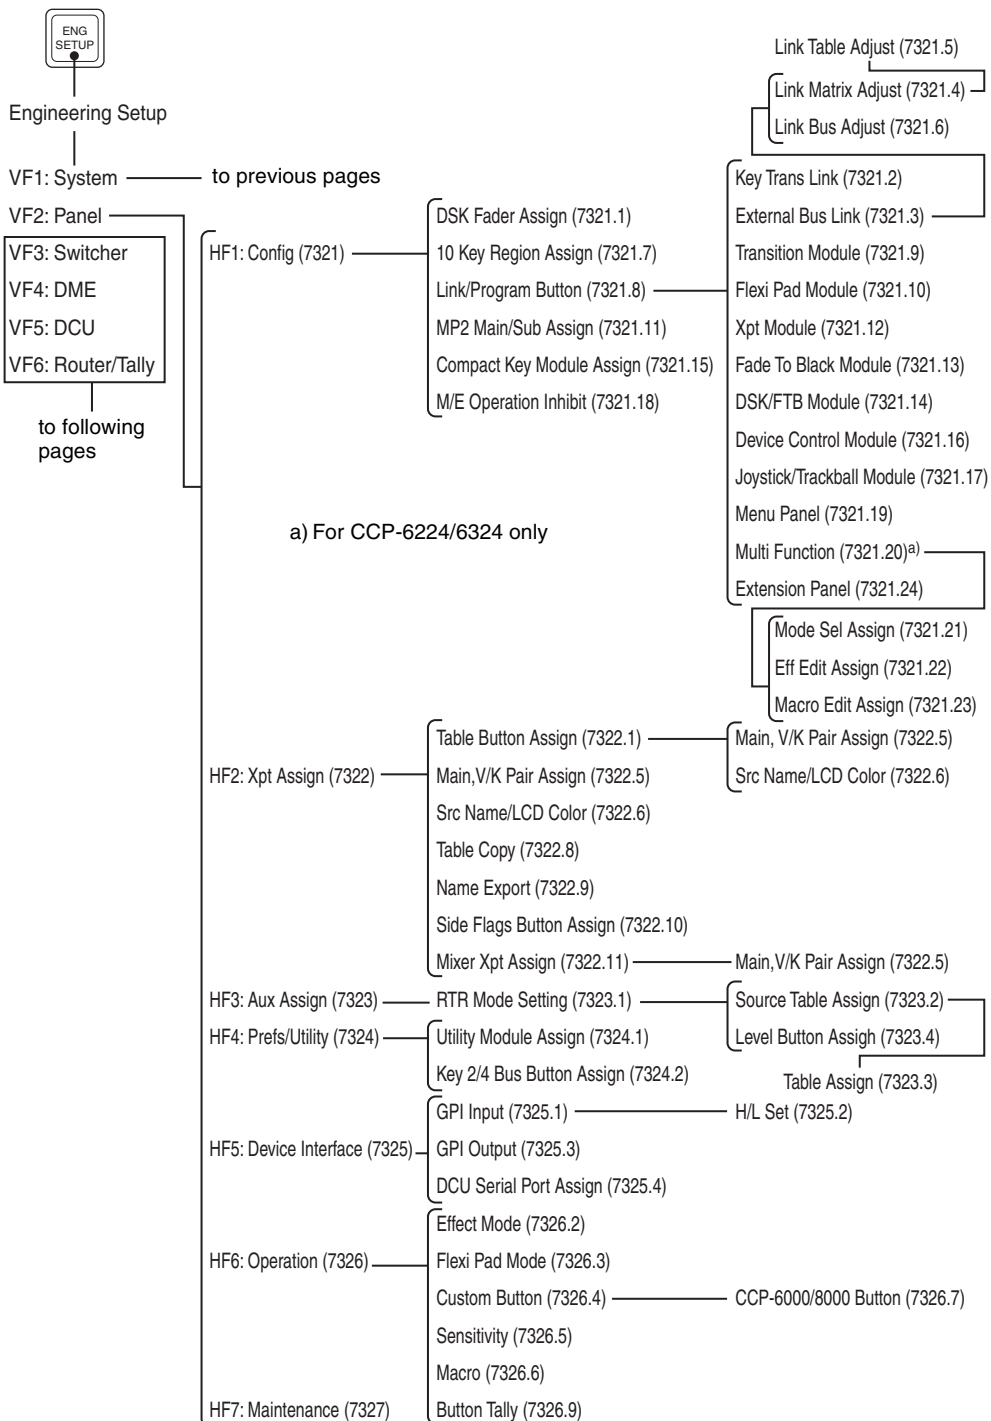 ENG
SETUP
Engineering Setup
VF1: System
to previous pages
VF2: Panel
VF3: Switcher
VF4: DME
VF5: DCU
VF6: Router/Tally
to following
pages
HF1: Config (7321)
DSK Fader Assign (7321.1)
10 Key Region Assign (7321.7)
Link/Program Button (7321.8)
MP2 Main/Sub Assign (7321.11)
Compact Key Module Assign (7321.15)
M/E Operation Inhibit (7321.18)
Link Table Adjust (7321.5)
Link Matrix Adjust (7321.4)
Link Bus Adjust (7321.6)
Key Trans Link (7321.2)
External Bus Link (7321.3)
Transition Module (7321.9)
Flexi Pad Module (7321.10)
Xpt Module (7321.12)
Fade To Black Module (7321.13)
DSK/FTB Module (7321.14)
Device Control Module (7321.16)
Joystick/Trackball Module (7321.17)
Menu Panel (7321.19)
Multi Function (7321.20)a)
Extension Panel (7321.24)
Mode Sel Assign (7321.21)
Eff Edit Assign (7321.22)
Macro Edit Assign (7321.23)
a) For CCP-6224/6324 only
HF2: Xpt Assign (7322)
Table Button Assign (7322.1)
Main, V/K Pair Assign (7322.5)
Src Name/LCD Color (7322.6)
Main,V/K Pair Assign (7322.5)
Src Name/LCD Color (7322.6)
Table Copy (7322.8)
Name Export (7322.9)
Side Flags Button Assign (7322.10)
Mixer Xpt Assign (7322.11)
Main,V/K Pair Assign (7322.5)
HF3: Aux Assign (7323)
RTR Mode Setting (7323.1)
Source Table Assign (7323.2)
Level Button Assigh (7323.4)
Table Assign (7323.3)
HF4: Prefs/Utility (7324)
Utility Module Assign (7324.1)
Key 2/4 Bus Button Assign (7324.2)
HF5: Device Interface (7325)
GPI Input (7325.1)
H/L Set (7325.2)
GPI Output (7325.3)
DCU Serial Port Assign (7325.4)
HF6: Operation (7326)
Effect Mode (7326.2)
Flexi Pad Mode (7326.3)
Custom Button (7326.4)
CCP-6000/8000 Button (7326.7)
Sensitivity (7326.5)
Macro (7326.6)
Button Tally (7326.9)
HF7: Maintenance (7327)